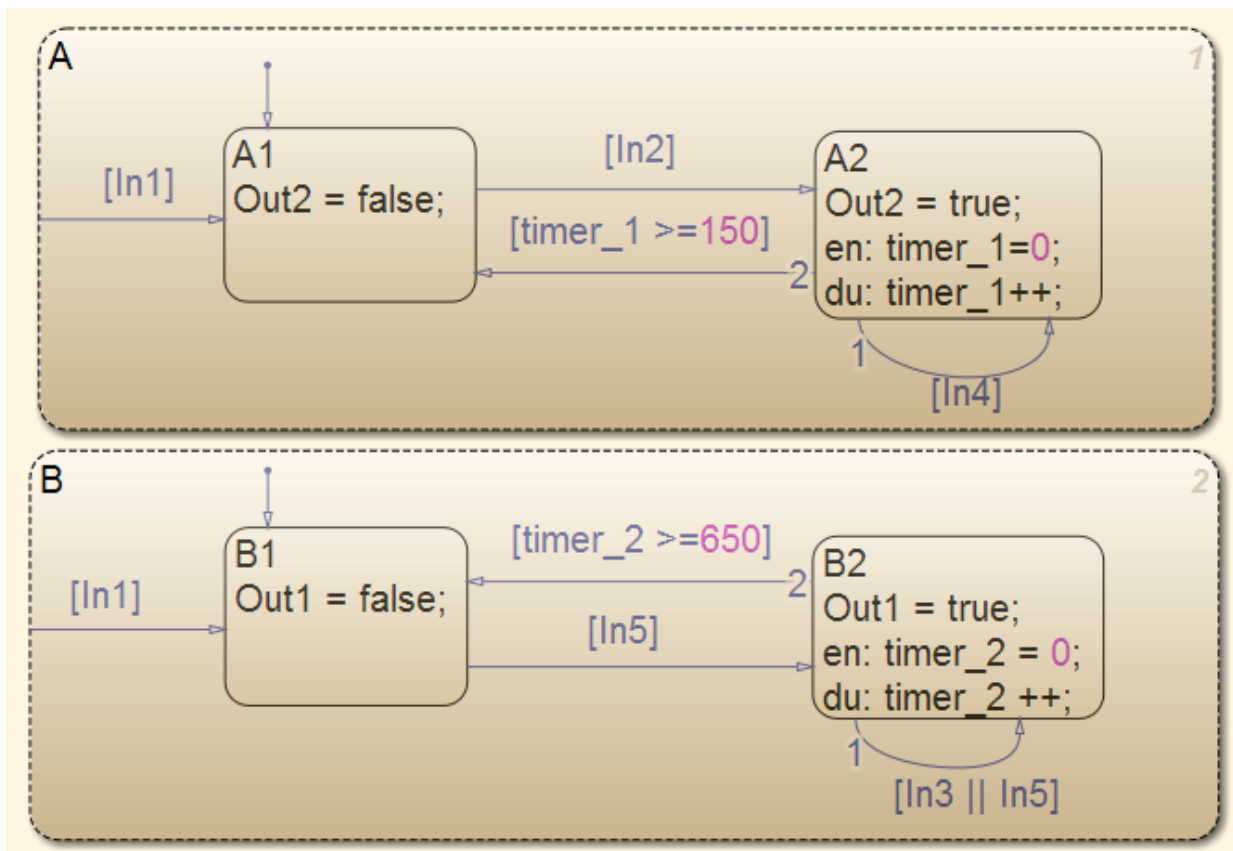 A
1
[In1]
A1
Out2 = false;
[In2]
[timer_1 >=150]
2
A2
Out2 = true;
en: timer_1=0;
du: timer_1++;
1
[In4]
B
2
[In1]
B1
Out1 = false;
[timer_2 >=650]
2
[In5]
B2
Out1 = true;
en: timer_2 = 0;
du: timer_2 ++;
1
[In3 || In5]